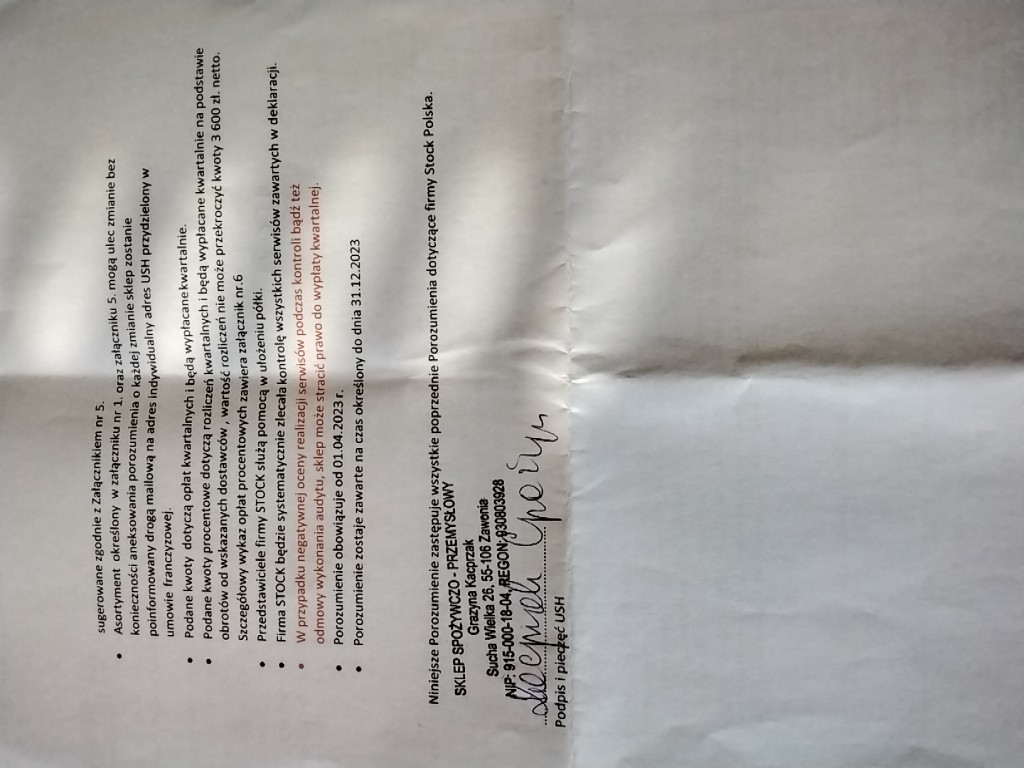 sugerowane zgodnie z Załącznikiem nr 5.
• Asortyment określony w załączniku nr 1. oraz załączniku 5. mogą ulec zmianie bez
konieczności aneksowania porozumienia o każdej zmianie sklep zostanie
poinformowany drogą mallową na adres indywidualny adres USH przydzielony w
umowie franczyzowej.
• Podane kwoty dotyczą opłat kwartalnych i będą wypłacane kwartalnie.
• Podane kwoty procentowe dotyczą rozliczeń kwartalnych i będą wypłacane kwartalnie na podstawie
obrotów od wskazanych dostawców , wartość rozliczeń nie może przekroczyć kwoty 3 600 zł. netto.
Szczegółowy wykaz opłat procentowych zawiera załącznik nr.6
• Przedstawiciele firmy STOCK służą pomocą w ułożeniu półki.
• Firma STOCK będzie systematycznie zlecała kontrolę wszystkich serwisów zawartych w deklaracji.
• W przypadku negatywnej oceny realizacji serwisów podczas kontroli bądź też
odmowy wykonania audytu, sklep może stracić prawo do wypłaty kwartalnej.
• Porozumienie obowiązuje od 01.04.2023 r.
• Porozumienie zostaje zawarte na czas określony do dnia 31.12.2023
Niniejsze Porozumienie zastępuje wszystkie poprzednie Porozumienia dotyczące firmy Stock Polska.
SKLEP SPOŻYWCZO - PRZEMYSŁOWY
Grażyna Kacprzak
Sucha Wielka 26, 55-106 Zawonia
NIP: 915-000-18-04, REGON: 930803928
Podpis i pieczęć USH